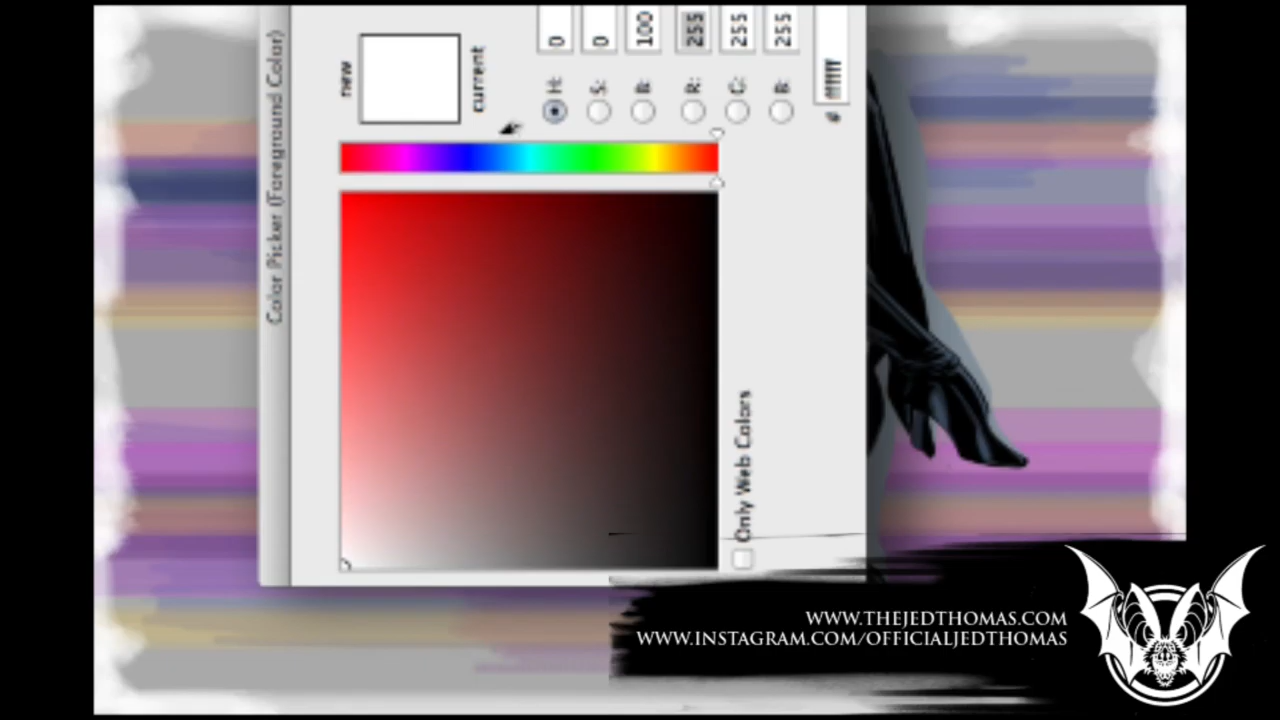 Color Picker (Foreground Color)
new
current
H: 0
S: 0
B: 100
R: 255
G: 255
B: 255
# ffffff
Only Web Colors
WWW.THEJEDTHOMAS.COM
WWW.INSTAGRAM.COM/OFFICIALJEDTHOMAS